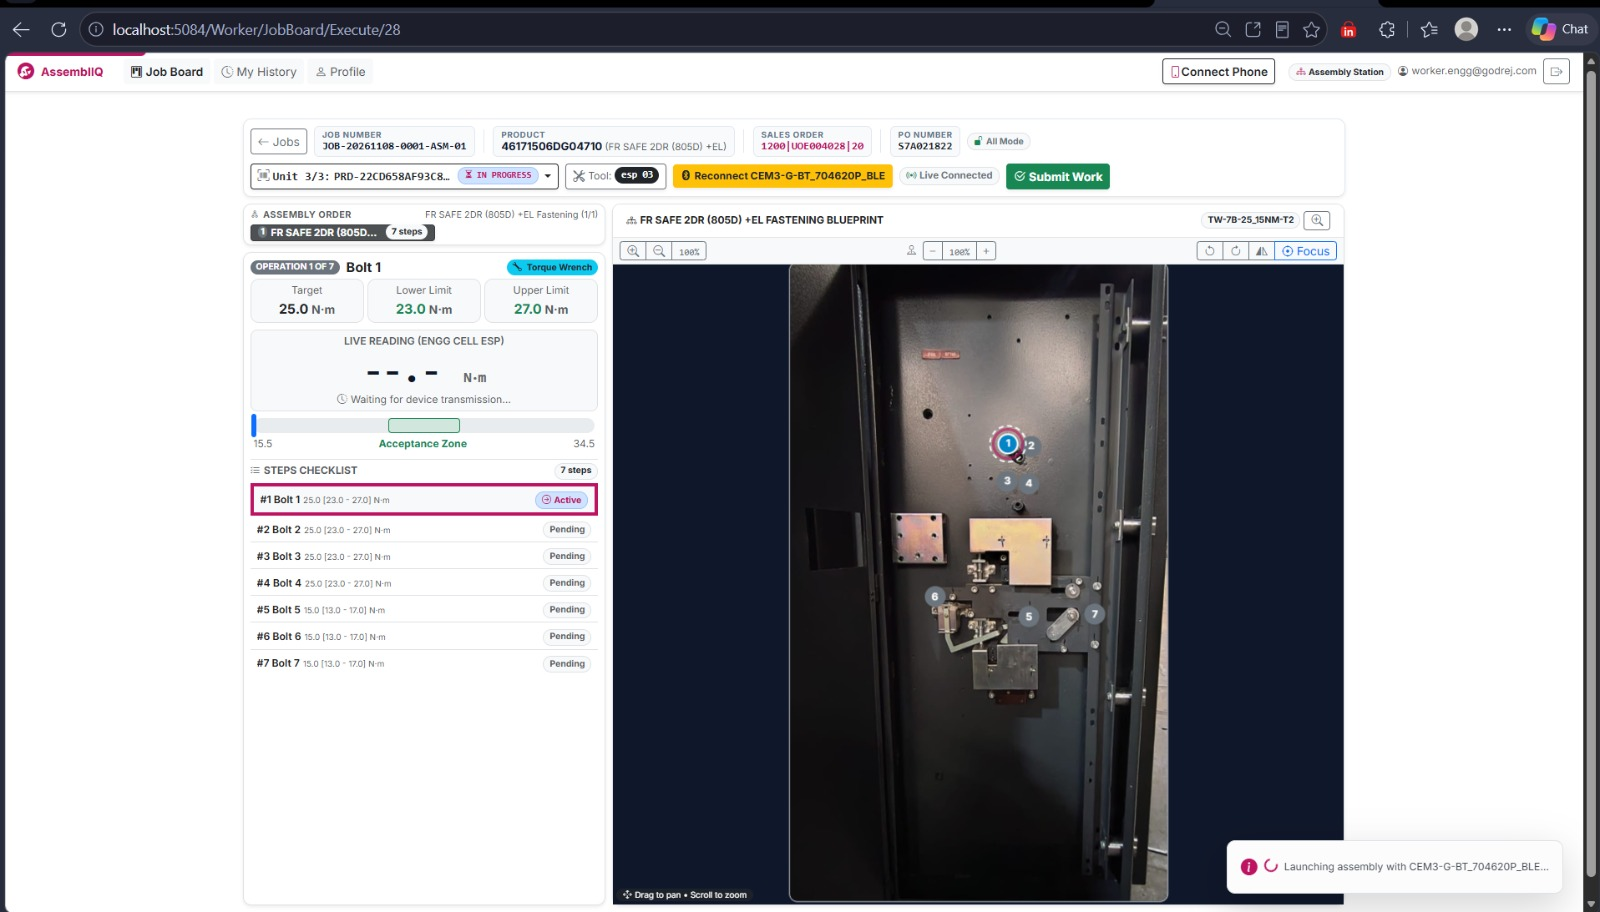 localhost:5084/Worker/JobBoard/Execute/28
Chat
AssemblIQ
Job Board
My History
Profile
Connect Phone
Assembly Station
worker.engg@godrej.com
← Jobs
JOB NUMBER
JOB-20261108-0001-ASM-01
PRODUCT
46171506DG04710 (FR SAFE 2DR (805D) +EL)
SALES ORDER
1200|UOE004028|20
PO NUMBER
S7A021822
All Mode
Unit 3/3: PRD-22CD658AF93C8…
IN PROGRESS
Tool: esp 03
Reconnect CEM3-G-BT_704620P_BLE
Live Connected
Submit Work
ASSEMBLY ORDER
FR SAFE 2DR (805D) +EL Fastening (1/1)
1 FR SAFE 2DR (805D...
7 steps
OPERATION 1 OF 7
Bolt 1
Torque Wrench
Target
25.0 N·m
Lower Limit
23.0 N·m
Upper Limit
27.0 N·m
LIVE READING (ENGG CELL ESP)
--.- N·m
Waiting for device transmission...
15.5
Acceptance Zone
34.5
STEPS CHECKLIST
7 steps
#1 Bolt 1 25.0 [23.0 - 27.0] N·m
Active
#2 Bolt 2 25.0 [23.0 - 27.0] N·m
Pending
#3 Bolt 3 25.0 [23.0 - 27.0] N·m
Pending
#4 Bolt 4 25.0 [23.0 - 27.0] N·m
Pending
#5 Bolt 5 15.0 [13.0 - 17.0] N·m
Pending
#6 Bolt 6 15.0 [13.0 - 17.0] N·m
Pending
#7 Bolt 7 15.0 [13.0 - 17.0] N·m
Pending
FR SAFE 2DR (805D) +EL FASTENING BLUEPRINT
TW-7B-25_15NM-T2
100%
− 100% +
Focus
1
2
3
4
6
5
7
Drag to pan • Scroll to zoom
Launching assembly with CEM3-G-BT_704620P_BLE...